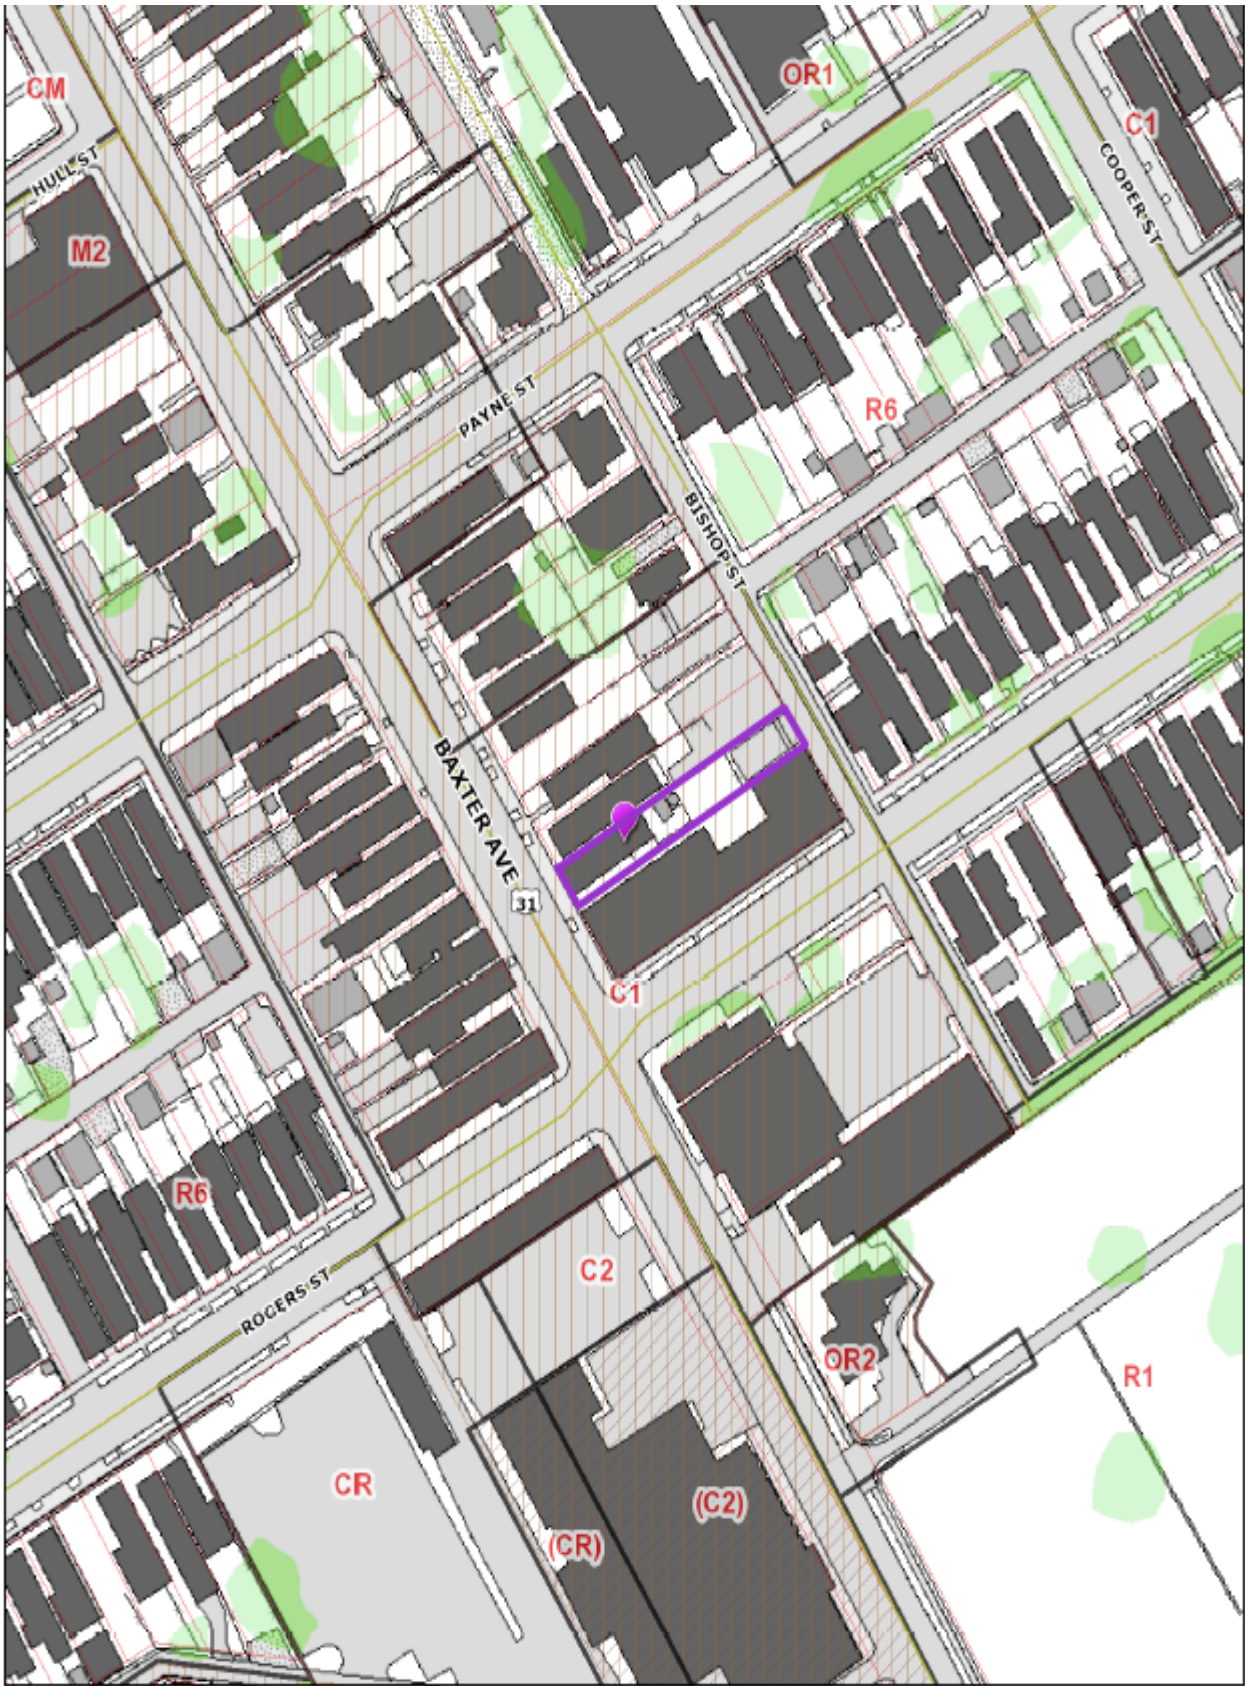 OR1
CM
C1
HULL ST
COOPER ST
M2
PAYNE ST
R6
BISHOP ST
BAXTER AVE
31
C1
R6
C2
ROGERS ST
OR2
R1
CR
(C2)
(CR)